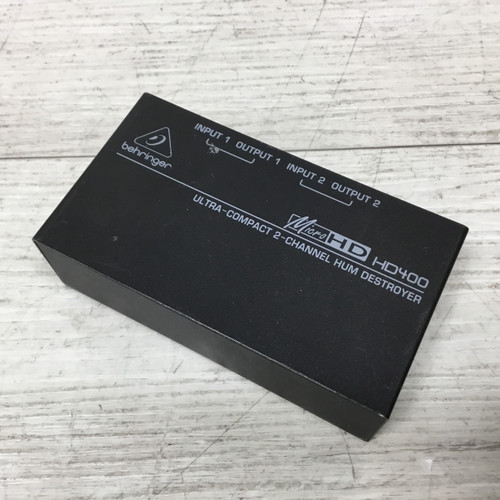 behringer
INPUT 1 OUTPUT 1 INPUT 2 OUTPUT 2
Micro HD HD400
ULTRA-COMPACT 2-CHANNEL HUM DESTROYER